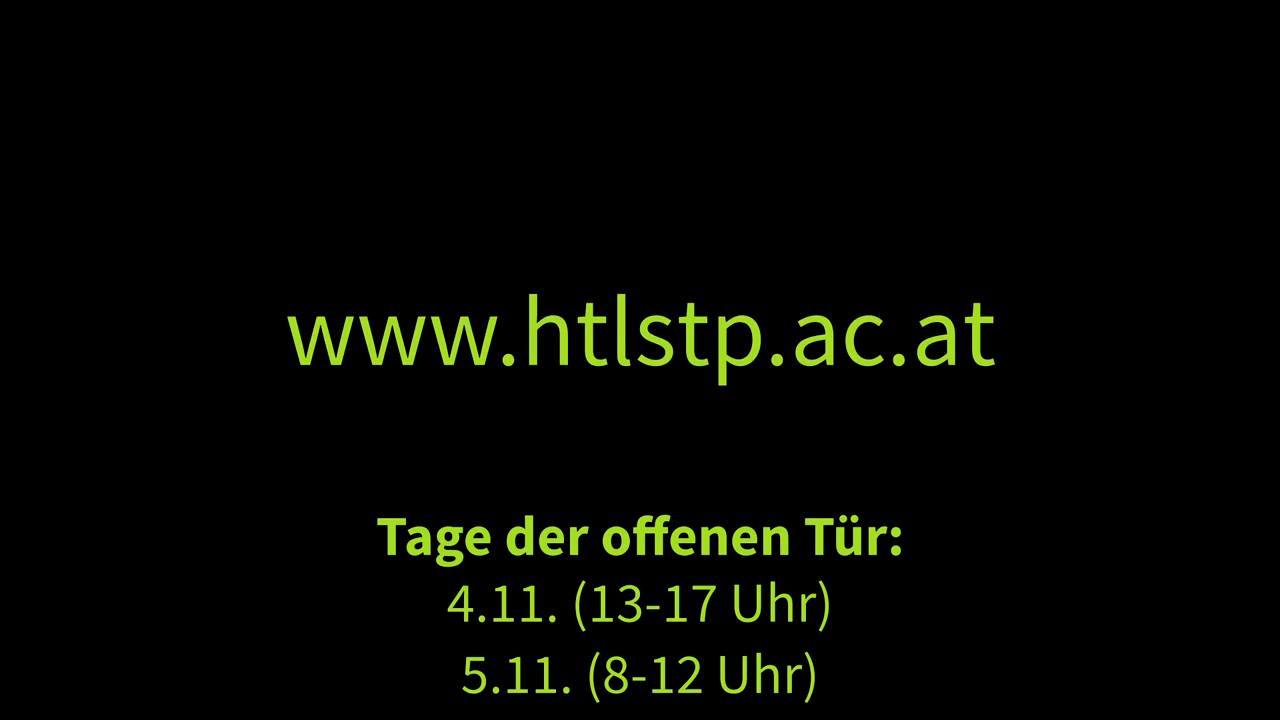 www.htlstp.ac.at
Tage der offenen Tür:
4.11. (13-17 Uhr)
5.11. (8-12 Uhr)